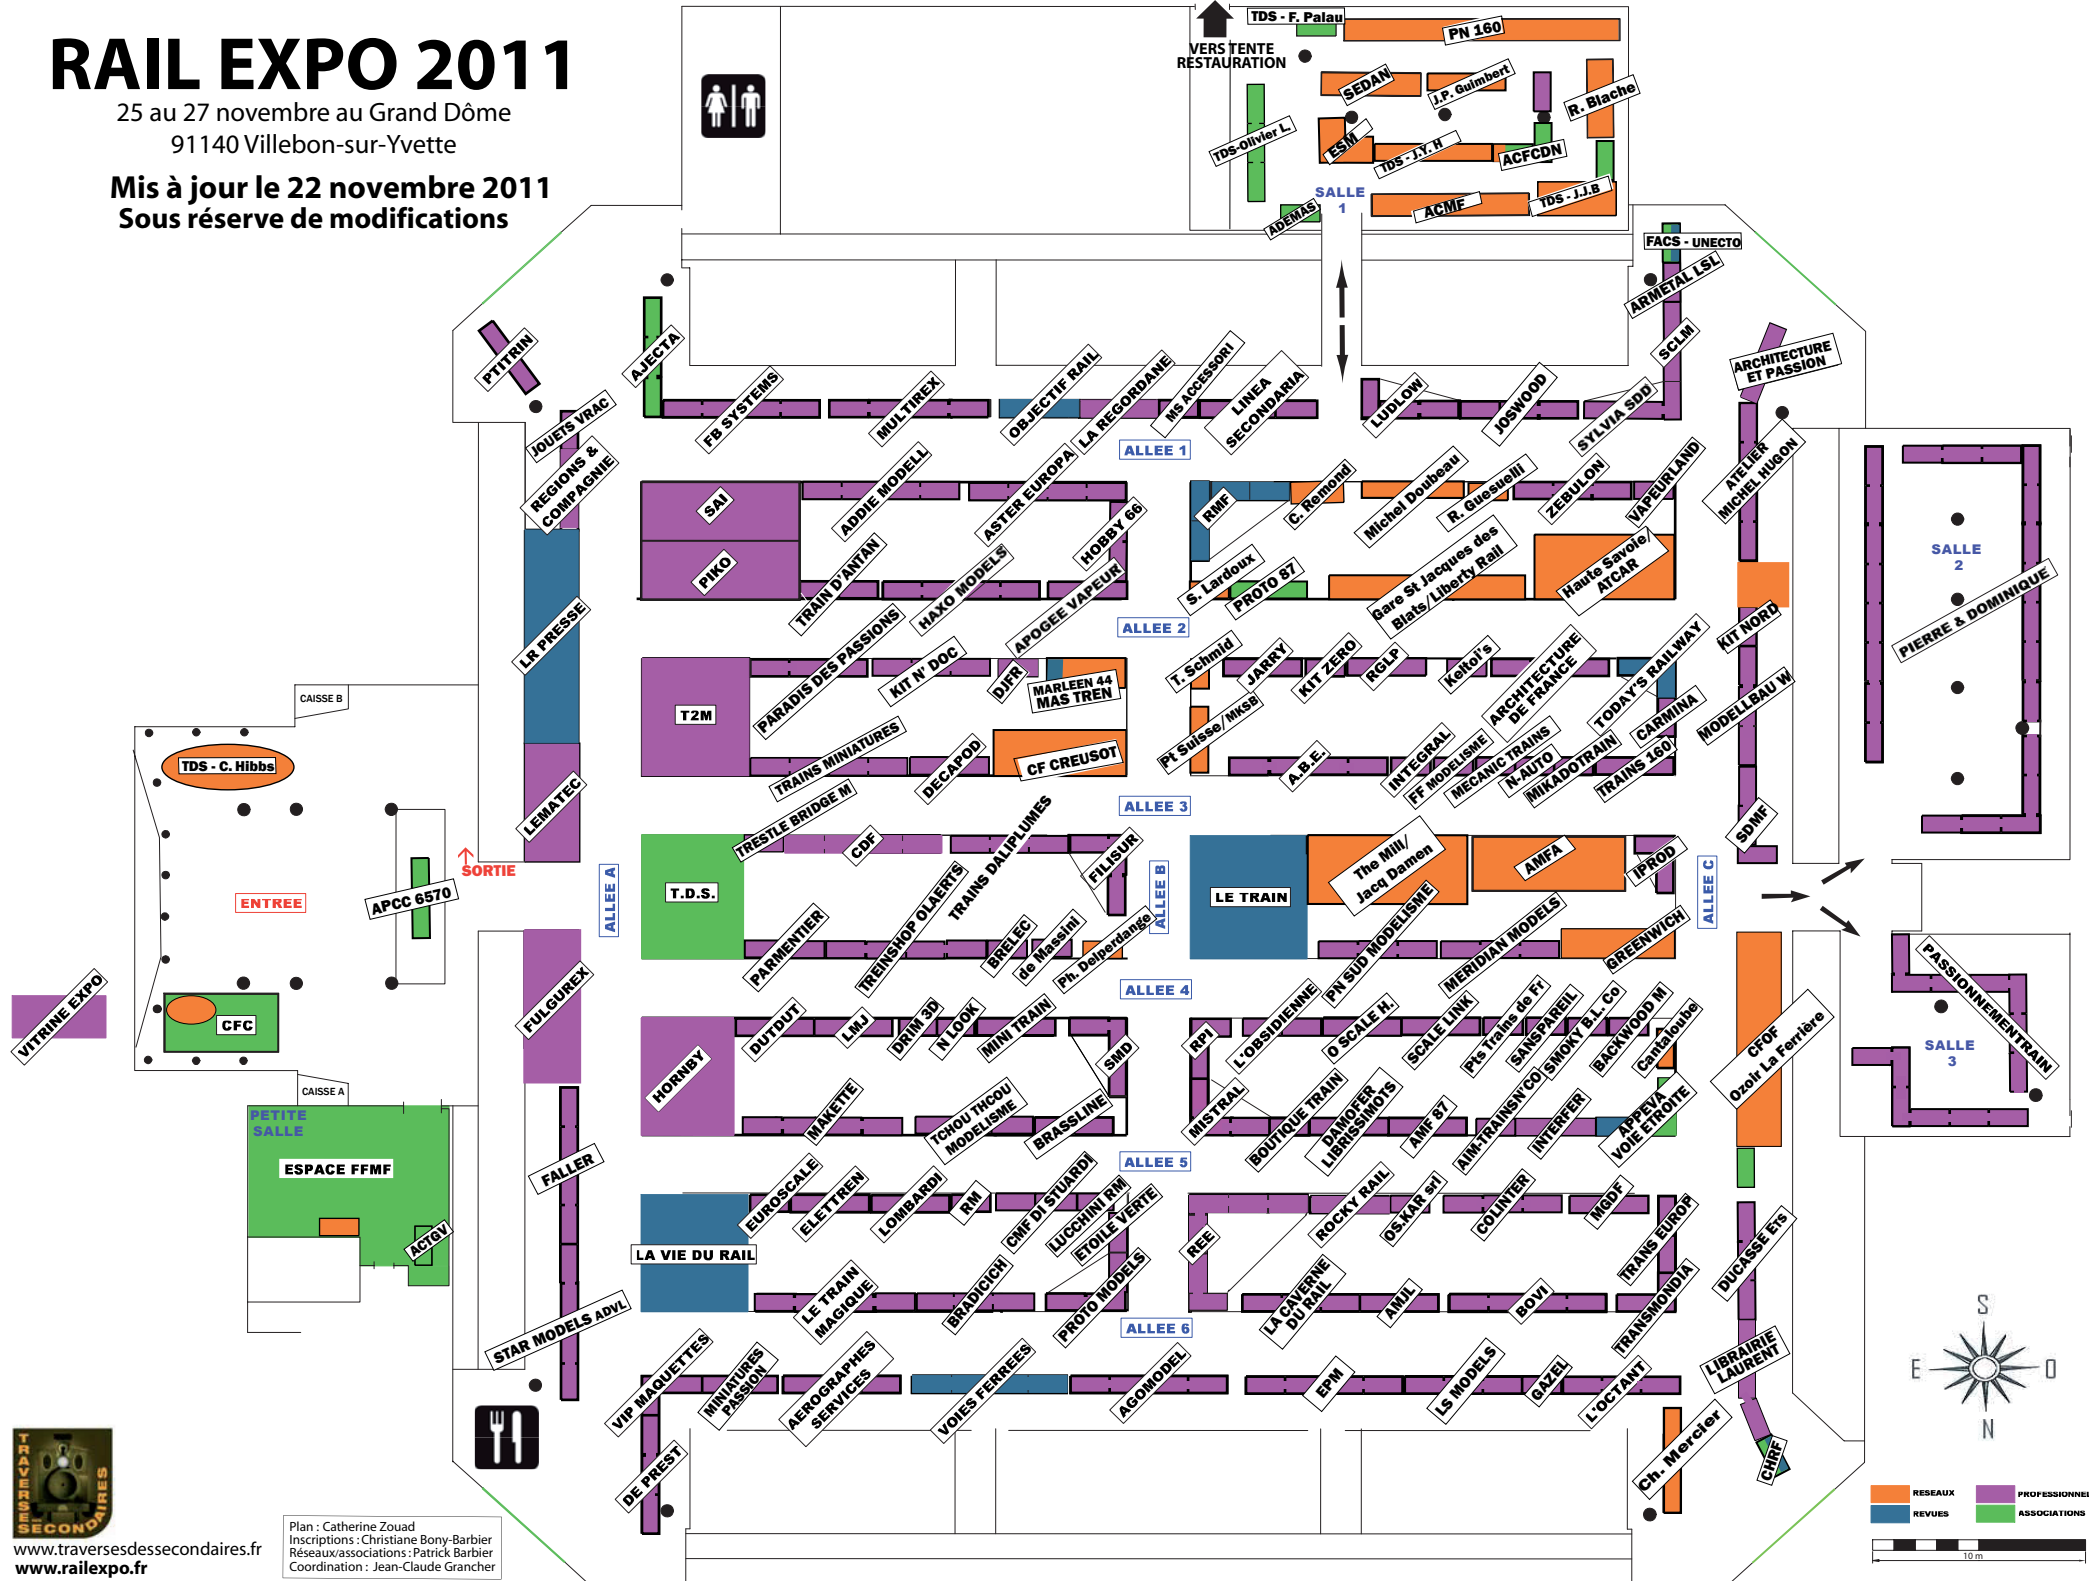 RAIL EXPO 2011
25 au 27 novembre au Grand Dôme
91140 Villebon-sur-Yvette
Mis à jour le 22 novembre 2011
Sous réserve de modifications
VERS TENTE
RESTAURATION
TDS - F. Palau
PN 160
SEDAN
J.P. Guimbert
R. Blache
TDS-Olivier L.
ESM
TDS - J.Y. H
ACFCDN
SALLE
1
ADEMAS
ACMF
TDS - J.J.B
FACS - UNECTO
ARMETAL LSL
SCLM
ARCHITECTURE
ET PASSION
PTITRIN
AJECTA
JOUETS VRAC
FB SYSTEMS
MULTIREX
OBJECTIF RAIL
LA REGORDANE
MS ACCESSORI
LINEA
SECONDARIA
LUDLOW
JOSWOOD
SYLVIA SDD
ALLEE 1
REGIONS &
COMPAGNIE
SAI
ADDIE MODELL
ASTER EUROPA
HOBBY 66
RMF
C. Remond
Michel Doubeau
R. Guesuelli
ZEBULON
VAPEURLAND
ATELIER
MICHEL HUGON
PIKO
TRAIN D'ANTAN
HAXO MODELS
APOGEE VAPEUR
S. Lardoux
PROTO 87
Gare St Jacques des
Blats/Liberty Rail
Haute Savoie/
ATCAR
SALLE
2
PIERRE & DOMINIQUE
ALLEE 2
LR PRESSE
KIT NORD
T2M
PARADIS DES PASSIONS
KIT N' DOC
DJFR
MARLEEN 44
MAS TREN
T. Schmid
JARRY
KIT ZERO
RGLP
Keitol's
ARCHITECTURE
DE FRANCE
TODAY'S RAILWAY
CARMINA
MODELLBAU W
CAISSE B
TRAINS MINIATURES
DECAPOD
CF CREUSOT
Pt Suisse/MKSB
A.B.E.
INTEGRAL
FF MODELISME
MECANIC TRAINS
N-AUTO
MIKADOTRAIN
TRAINS 160
TDS - C. Hibbs
LEMATEC
ALLEE 3
SDMF
SORTIE
TRESTLE BRIDGE M
CDF
TRAINS DALIPLUMES
FILISUR
The Mill/
Jacq Damen
AMFA
IPROD
T.D.S.
ALLEE A
ALLEE B
LE TRAIN
ALLEE C
ENTREE
APCC 6570
PARMENTIER
TREINSHOP OLAERTS
BRELEC
de Massini
Ph. Delperdange
PN SUD MODELISME
MERIDIAN MODELS
GREENWICH
PASSIONNEMENTRAIN
ALLEE 4
VITRINE EXPO
CFC
FULGUREX
HORNBY
DUTDUT
LMJ
DRIM 3D
N LOOK
MINI TRAIN
SMD
RPI
L'OBSIDIENNE
O SCALE H.
SCALE LINK
Pts Trains de Fr
SANSPAREIL
SMOKY B.L. Co
BACKWOOD M
Cantaloube
CFOF
Ozoir La Ferrière
SALLE
3
CAISSE A
PETITE
SALLE
ESPACE FFMF
FALLER
MAKETTE
TCHOU THCOU
MODELISME
BRASSLINE
MISTRAL
BOUTIQUE TRAIN
DAMOFER
LIBRISSIMOTS
AMF 87
AIM-TRAINSN'CO
INTERFER
APPEVA
VOIE ETROITE
ALLEE 5
ACTGV
LA VIE DU RAIL
EUROSCALE
ELETTREN
LOMBARDI
RM
CMF DI STUARDI
LUCCHINI RM
ETOILE VERTE
REE
ROCKY RAIL
OS.KAR srl
COLINTER
MGDF
TRANS EUROP
DUCASSE Ets
LE TRAIN
MAGIQUE
BRADICICH
PROTO MODELS
LA CAVERNE
DU RAIL
AMJL
BOVI
TRANSMONDIA
ALLEE 6
STAR MODELS ADVL
VIP MAQUETTES
MINIATURES
PASSION
AEROGRAPHES
SERVICES
VOIES FERREES
AGOMODEL
EPM
LS MODELS
GAZEL
L'OCTANT
LIBRAIRIE
LAURENT
DE PREST
Ch. Mercier
CHRF
S
E
O
N
RESEAUX
PROFESSIONNEL
REVUES
ASSOCIATIONS
10 m
TRAVERSES
SECONDAIRES
www.traversesdessecondaires.fr
www.railexpo.fr
Plan : Catherine Zouad
Inscriptions : Christiane Bony-Barbier
Réseaux/associations : Patrick Barbier
Coordination : Jean-Claude Grancher